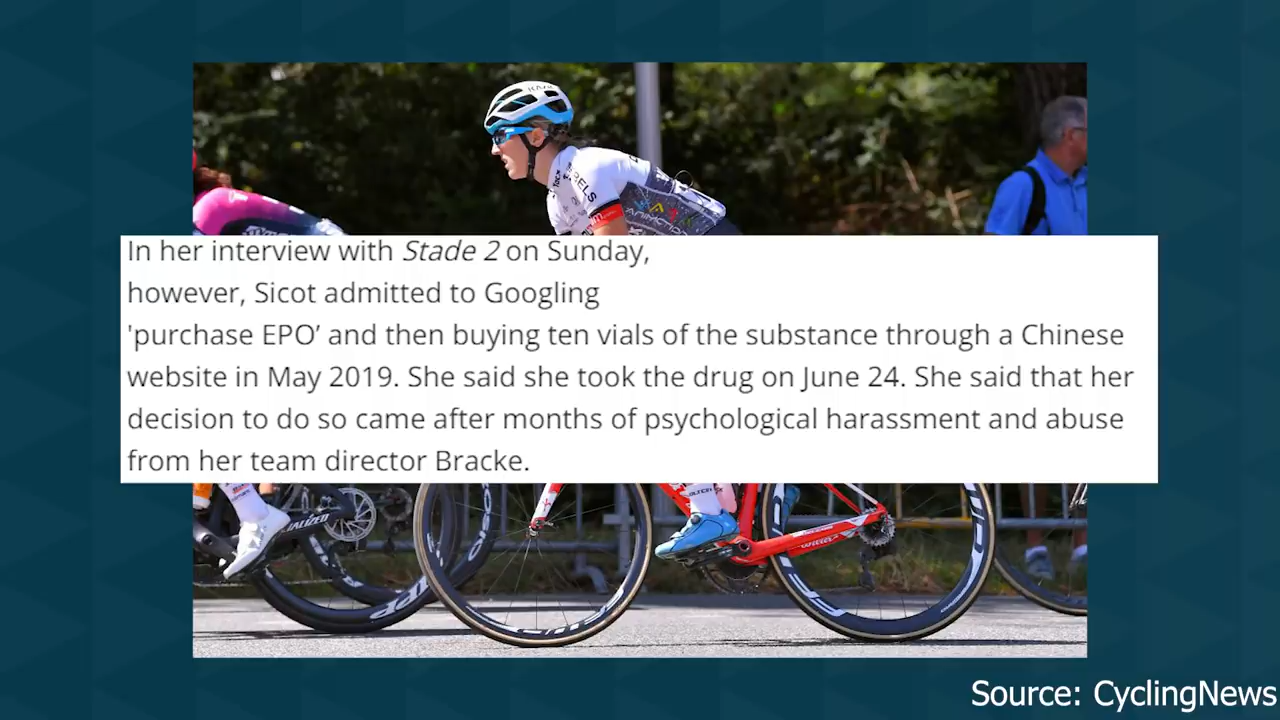 KASK
In her interview with Stade 2 on Sunday,
however, Sicot admitted to Googling
'purchase EPO’ and then buying ten vials of the substance through a Chinese
website in May 2019. She said she took the drug on June 24. She said that her
decision to do so came after months of psychological harassment and abuse
from her team director Bracke.
Source: CyclingNews